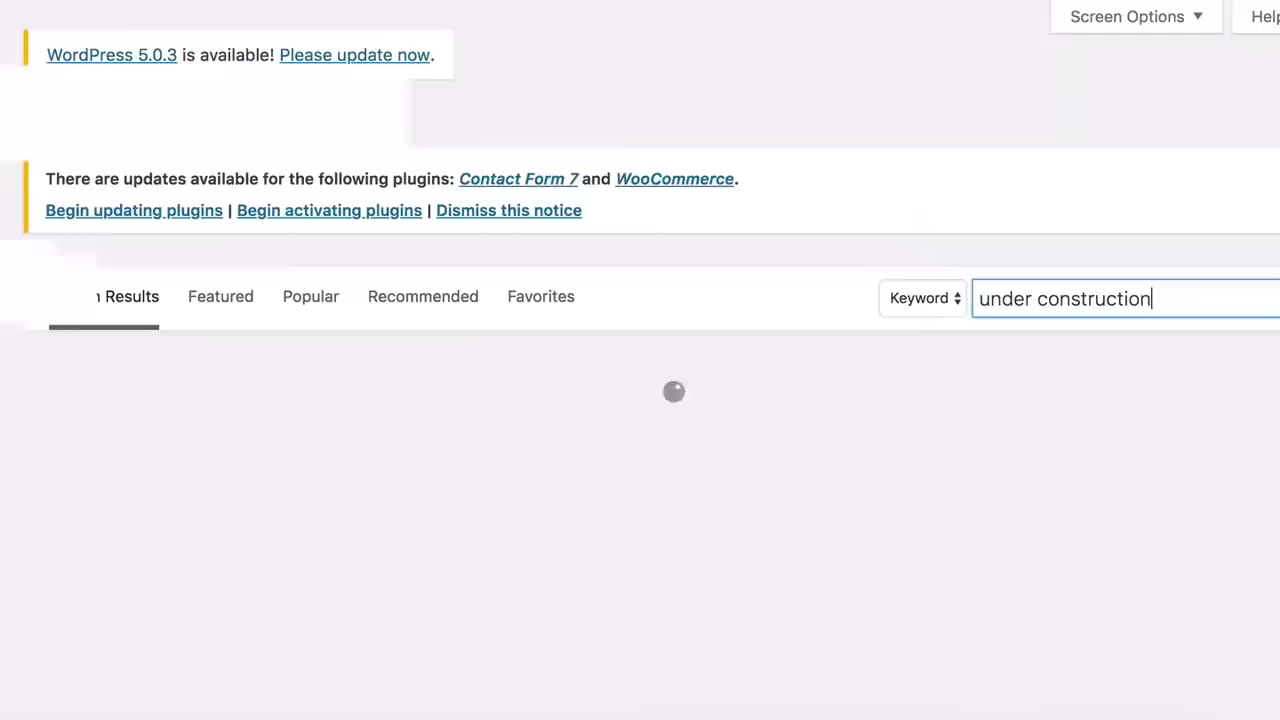 Screen Options ▼
Help
WordPress 5.0.3 is available! Please update now.
There are updates available for the following plugins: Contact Form 7 and WooCommerce.
Begin updating plugins | Begin activating plugins | Dismiss this notice
Results Featured Popular Recommended Favorites Keyword under construction